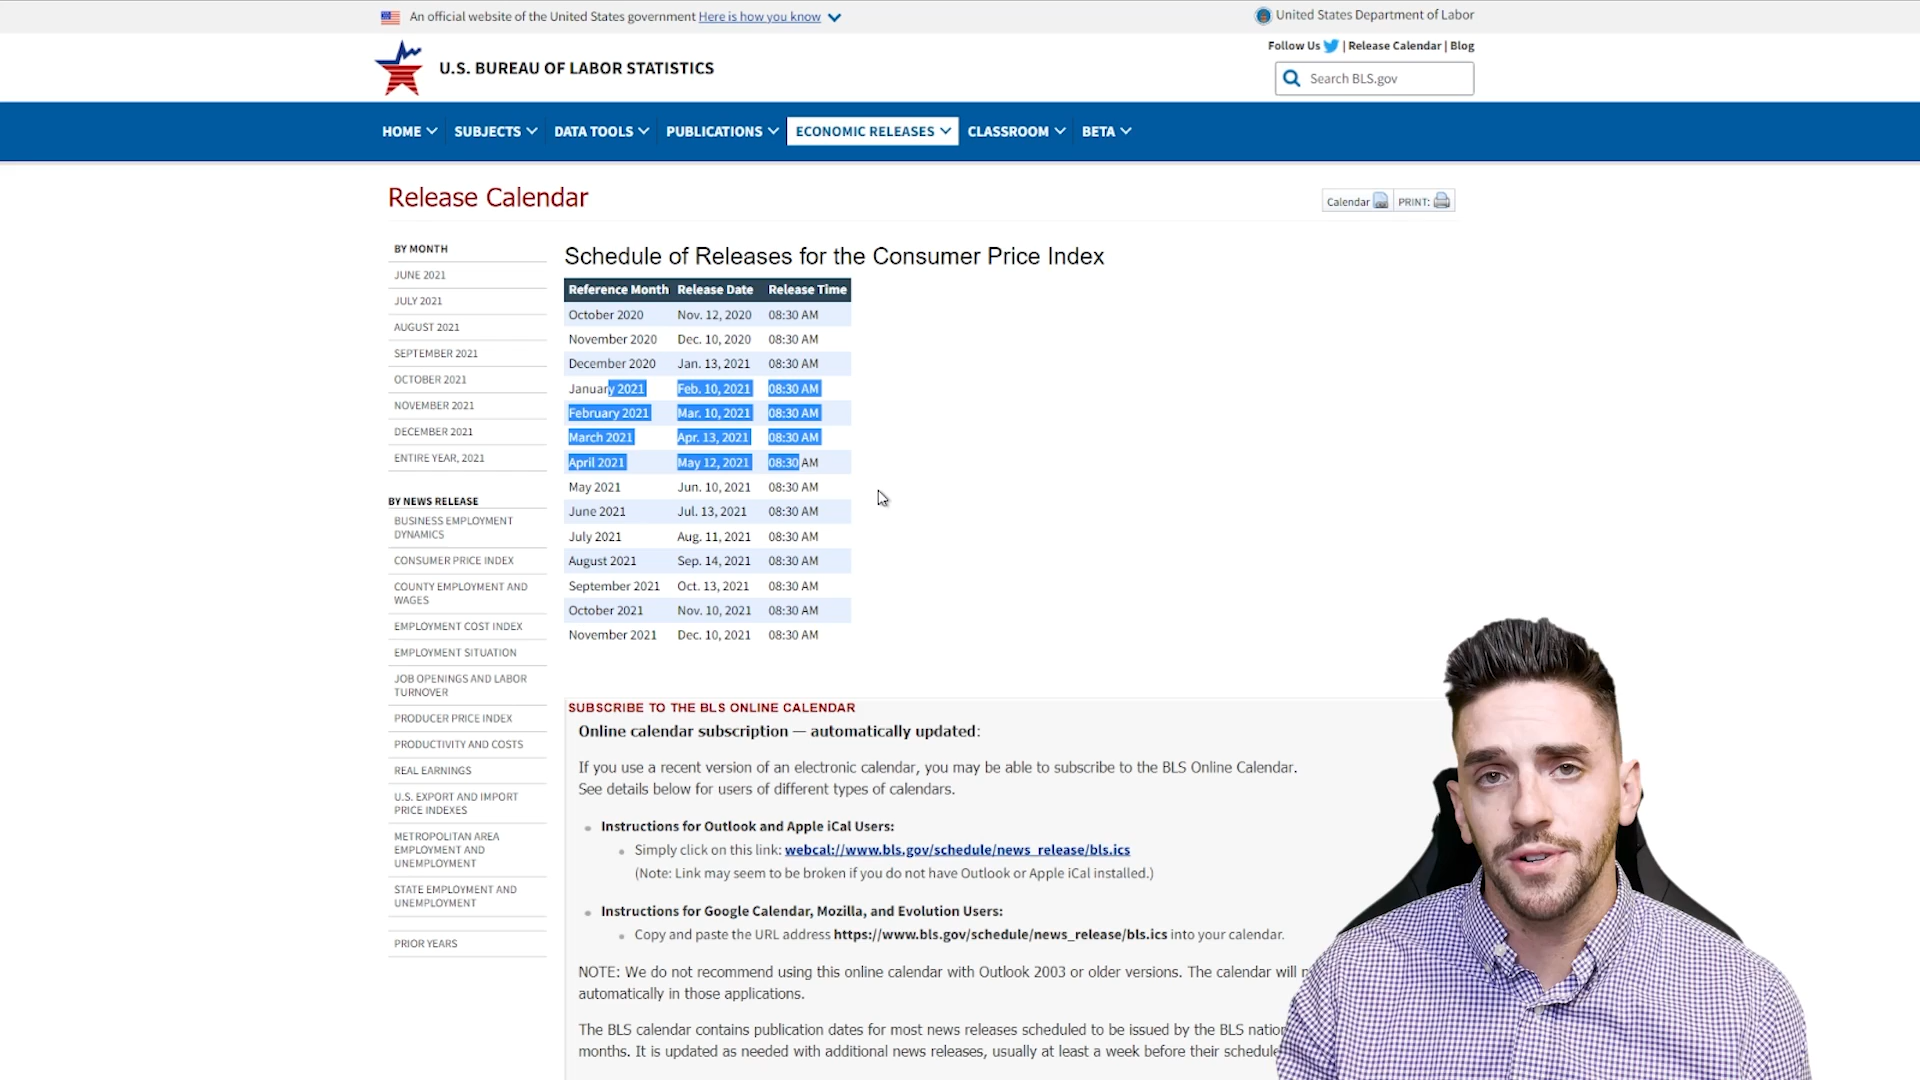 An official website of the United States government Here is how you know
United States Department of Labor
Follow Us | Release Calendar | Blog
U.S. BUREAU OF LABOR STATISTICS
Search BLS.gov
HOME SUBJECTS DATA TOOLS PUBLICATIONS ECONOMIC RELEASES CLASSROOM BETA
Release Calendar
Calendar PRINT:
BY MONTH
JUNE 2021
JULY 2021
AUGUST 2021
SEPTEMBER 2021
OCTOBER 2021
NOVEMBER 2021
DECEMBER 2021
ENTIRE YEAR, 2021
BY NEWS RELEASE
BUSINESS EMPLOYMENT
DYNAMICS
CONSUMER PRICE INDEX
COUNTY EMPLOYMENT AND
WAGES
EMPLOYMENT COST INDEX
EMPLOYMENT SITUATION
JOB OPENINGS AND LABOR
TURNOVER
PRODUCER PRICE INDEX
PRODUCTIVITY AND COSTS
REAL EARNINGS
U.S. EXPORT AND IMPORT
PRICE INDEXES
METROPOLITAN AREA
EMPLOYMENT AND
UNEMPLOYMENT
STATE EMPLOYMENT AND
UNEMPLOYMENT
PRIOR YEARS
Schedule of Releases for the Consumer Price Index
Reference Month Release Date Release Time
October 2020 Nov. 12, 2020 08:30 AM
November 2020 Dec. 10, 2020 08:30 AM
December 2020 Jan. 13, 2021 08:30 AM
January 2021 Feb. 10, 2021 08:30 AM
February 2021 Mar. 10, 2021 08:30 AM
March 2021 Apr. 13, 2021 08:30 AM
April 2021 May 12, 2021 08:30 AM
May 2021 Jun. 10, 2021 08:30 AM
June 2021 Jul. 13, 2021 08:30 AM
July 2021 Aug. 11, 2021 08:30 AM
August 2021 Sep. 14, 2021 08:30 AM
September 2021 Oct. 13, 2021 08:30 AM
October 2021 Nov. 10, 2021 08:30 AM
November 2021 Dec. 10, 2021 08:30 AM
SUBSCRIBE TO THE BLS ONLINE CALENDAR
Online calendar subscription — automatically updated:
If you use a recent version of an electronic calendar, you may be able to subscribe to the BLS Online Calendar.
See details below for users of different types of calendars.
Instructions for Outlook and Apple iCal Users:
Simply click on this link: webcal://www.bls.gov/schedule/news_release/bls.ics
(Note: Link may seem to be broken if you do not have Outlook or Apple iCal installed.)
Instructions for Google Calendar, Mozilla, and Evolution Users:
Copy and paste the URL address https://www.bls.gov/schedule/news_release/bls.ics into your calendar.
NOTE: We do not recommend using this online calendar with Outlook 2003 or older versions. The calendar will
automatically in those applications.
The BLS calendar contains publication dates for most news releases scheduled to be issued by the BLS
months. It is updated as needed with additional news releases, usually at least a week before their